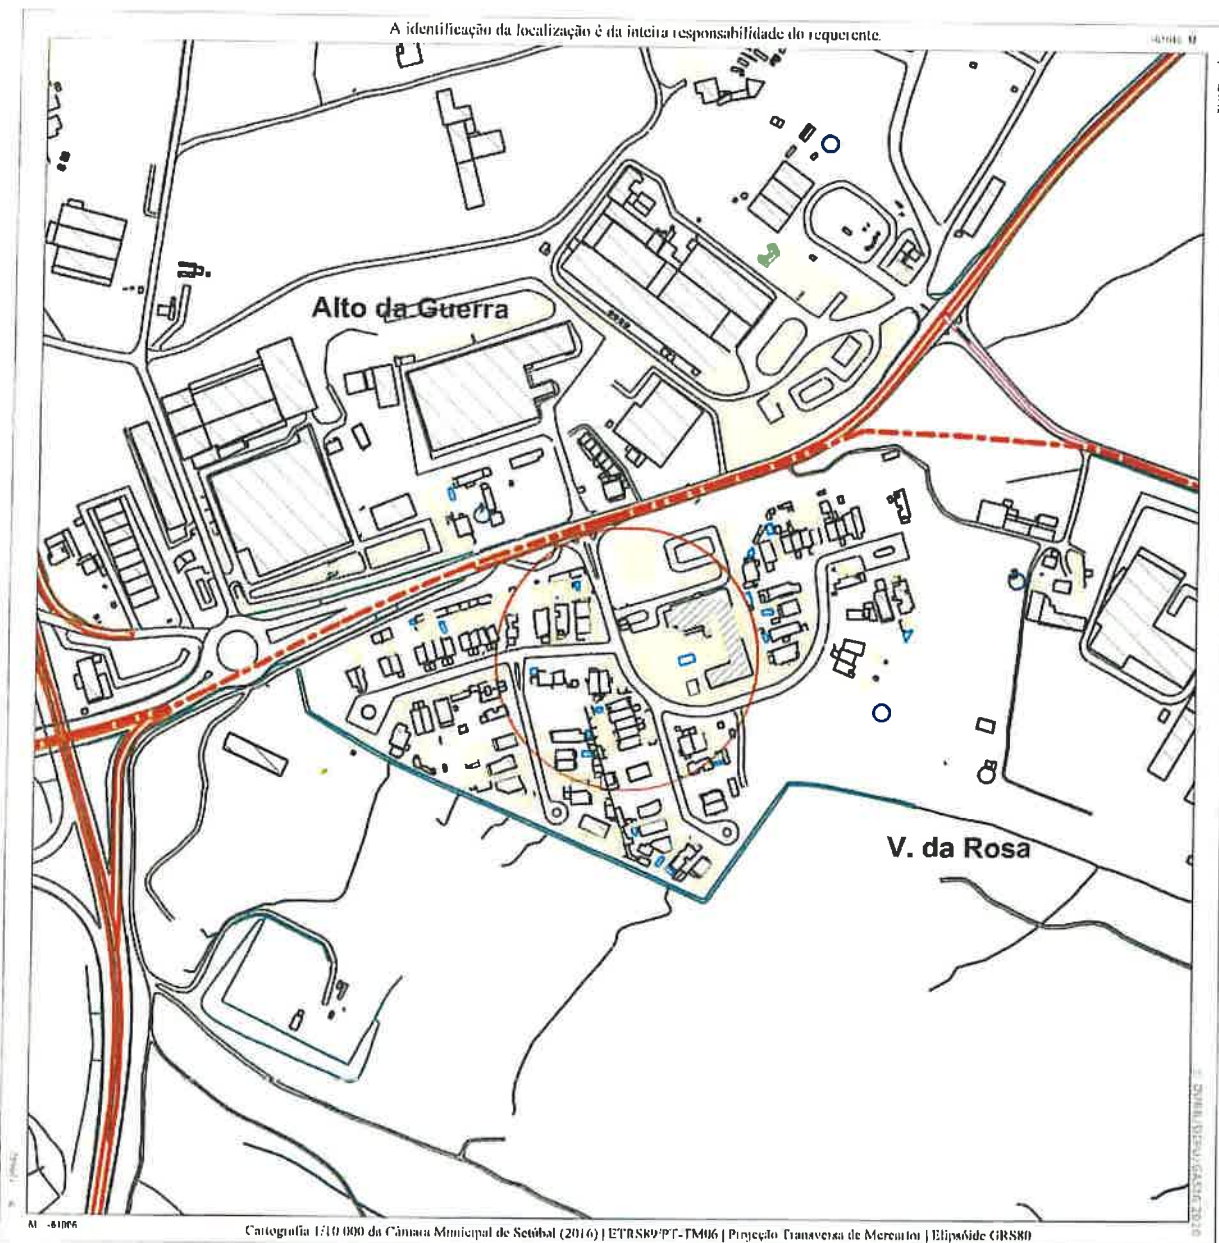 A identificação da localização é da inteira responsabilidade do requerente.
Alto da Guerra
V. da Rosa
Cartografia 1/10 000 da Câmara Municipal de Setúbal (2016) | ETRS89/PT-TM06 | Projeção Transversa de Mercator | Elipsóide GRS80